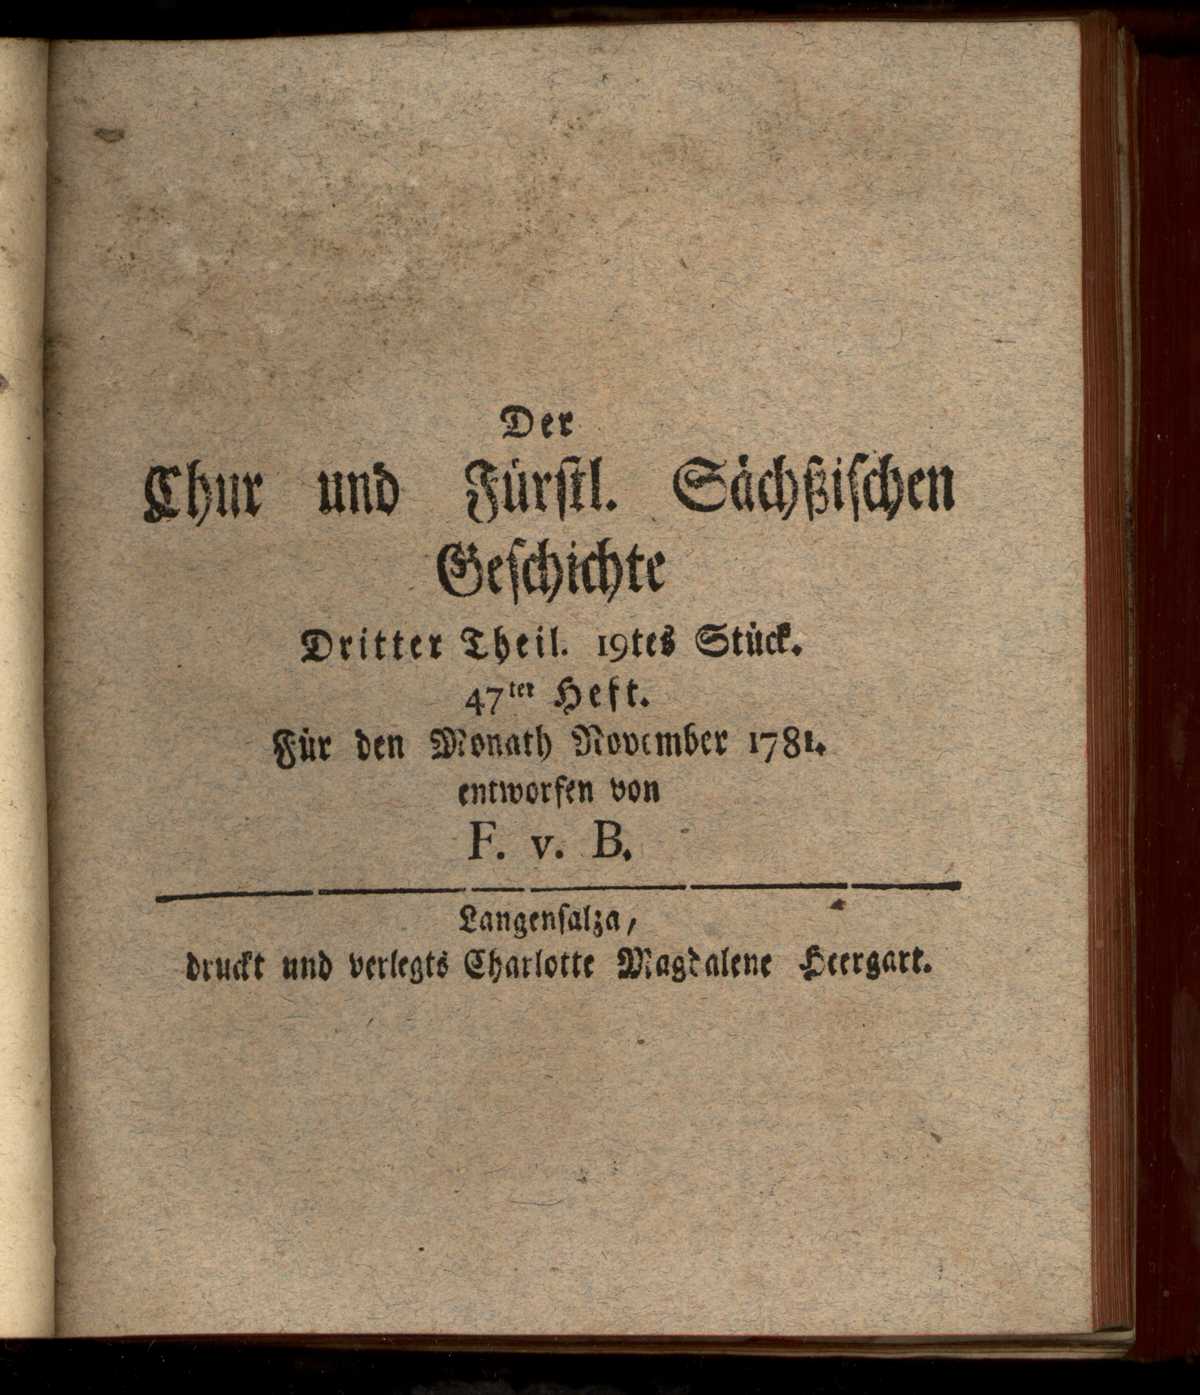 Der
Chur und Fürstl. Sächßischen
Geschichte
Dritter Theil. 19tes Stück.
47ter Heft.
Für den Monath November 1781.
entworfen von
F. v. B.
Langensalza,
druckt und verlegts Charlotte Magdalene Heergart.